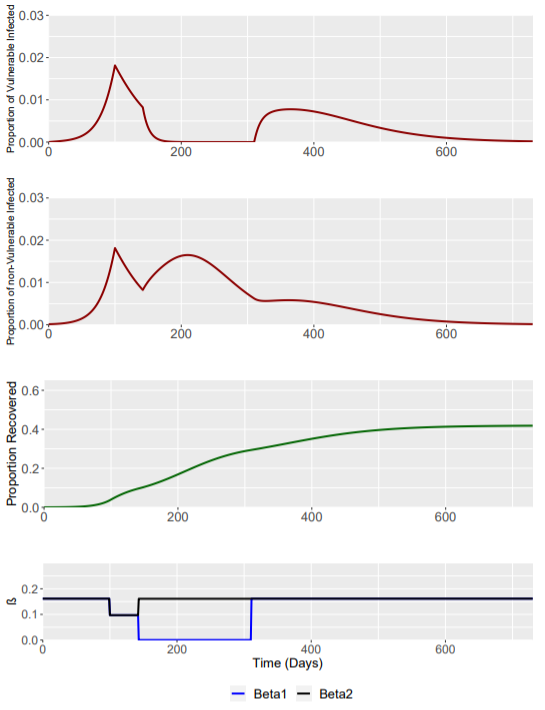 Proportion of Vulnerable Infected
0.03
0.02
0.01
0.00
0 200 400 600
Proportion of non-Vulnerable Infected
0.03
0.02
0.01
0.00
0 200 400 600
Proportion Recovered
0.6
0.4
0.2
0.0
0 200 400 600
ß
0.2
0.1
0.0
0 200 400 600
Time (Days)
Beta1 Beta2